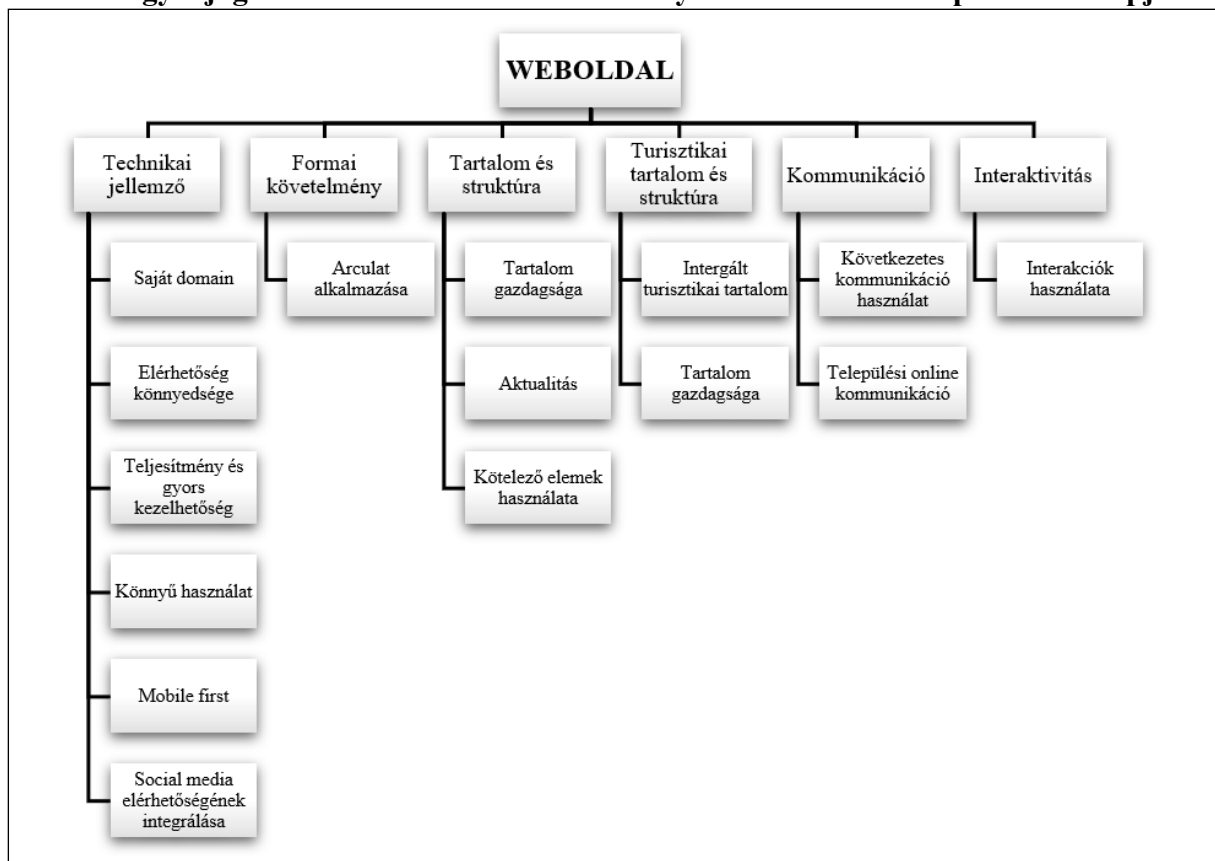 WEBOLDAL
Technikai
jellemző
Formai
követelmény
Tartalom és
struktúra
Turisztikai
tartalom és
struktúra
Kommunikáció
Interaktivitás
Saját domain
Elérhetőség
könnyedsége
Teljesítmény és
gyors
kezelhetőség
Könnyű használat
Mobile first
Social media
elérhetőségének
integrálása
Arculat
alkalmazása
Tartalom
gazdagsága
Aktualitás
Kötelező elemek
használata
Intergált
turisztikai tartalom
Tartalom
gazdagsága
Következetes
kommunikáció
használat
Települési online
kommunikáció
Interakciók
használata